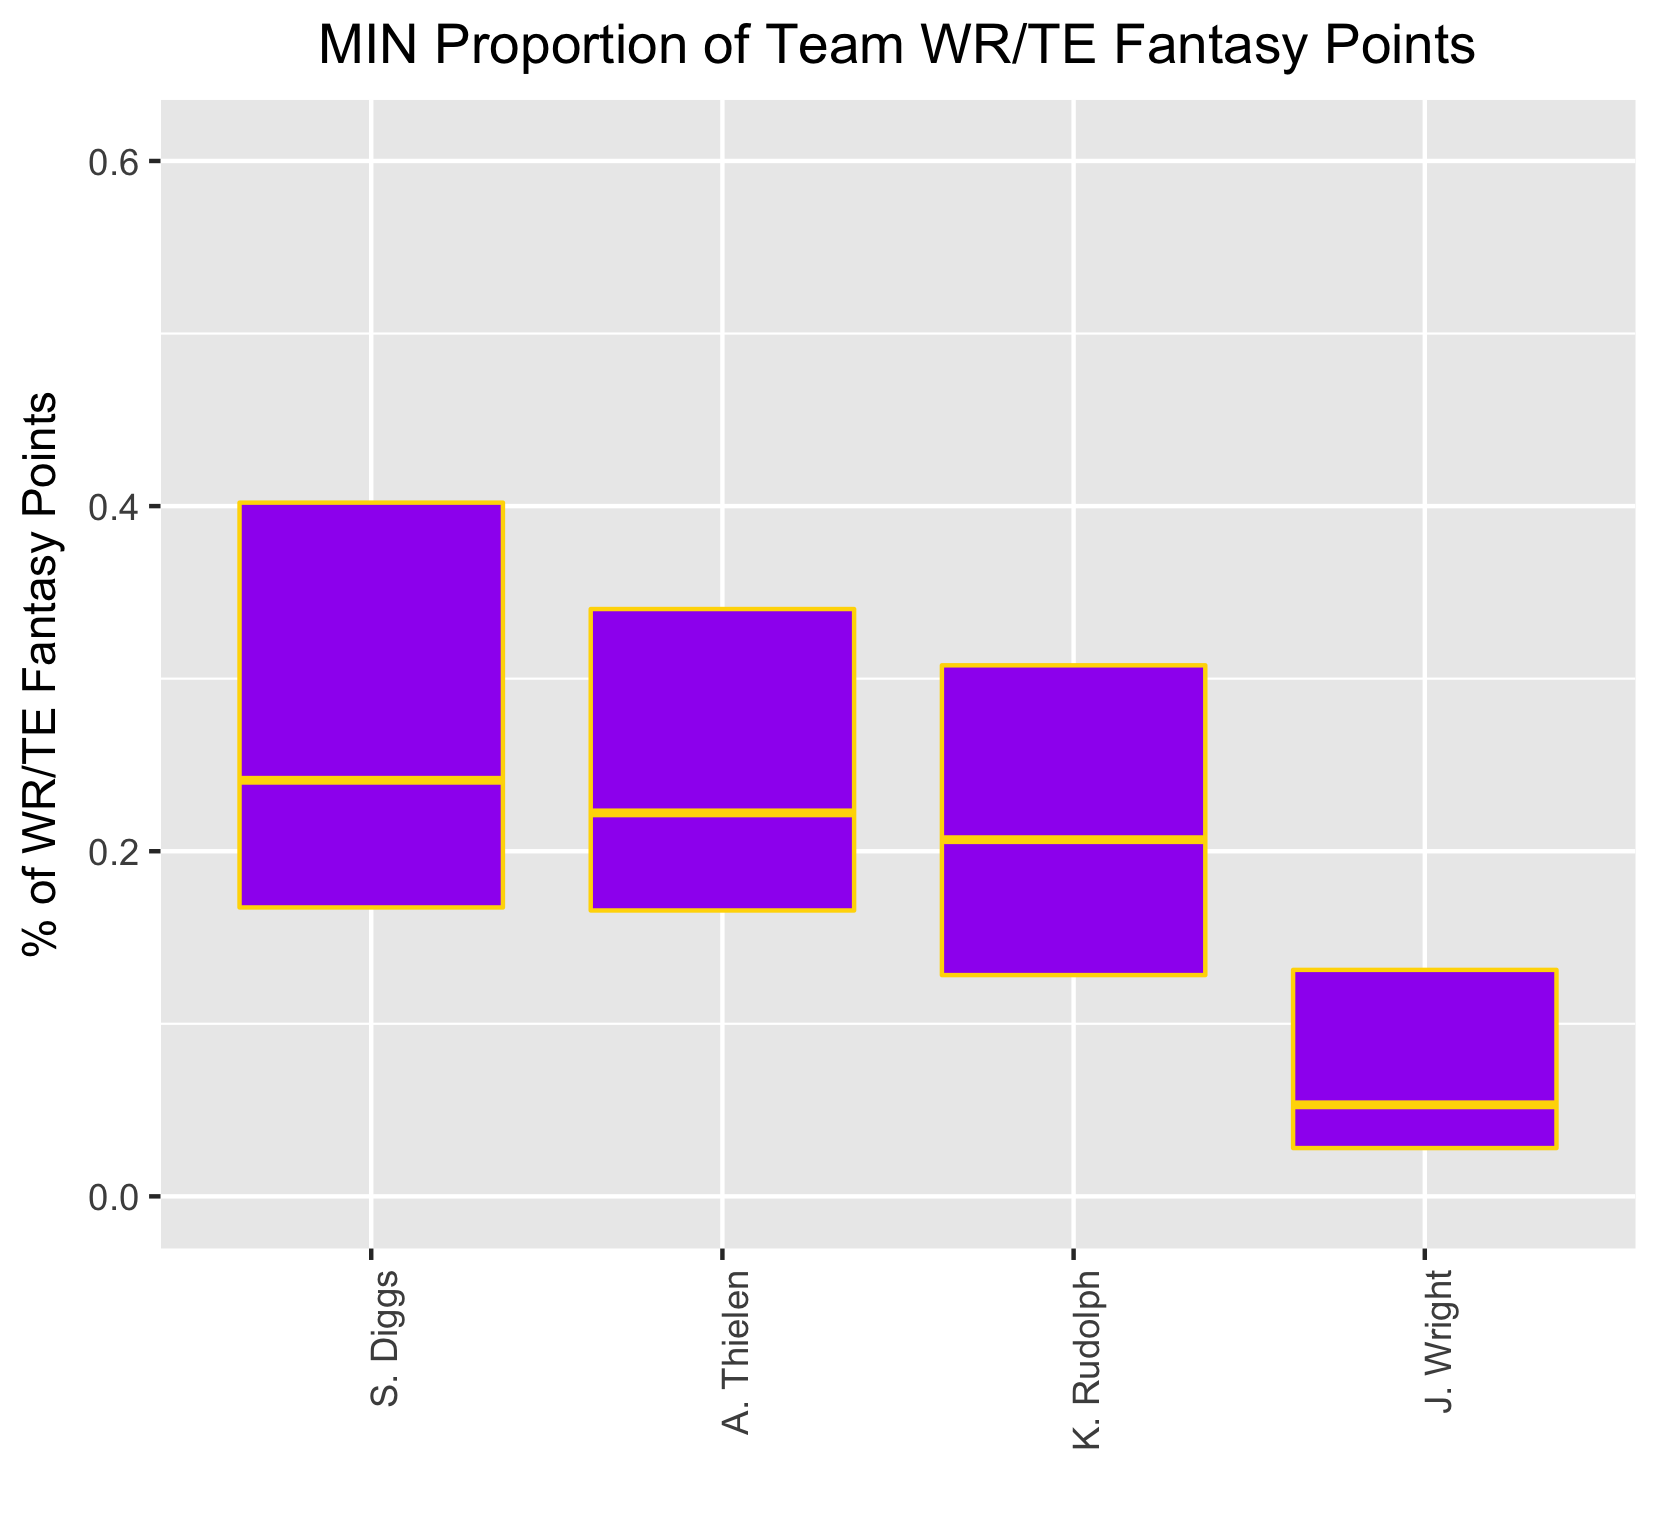 MIN Proportion of Team WR/TE Fantasy Points
% of WR/TE Fantasy Points
0.6
0.4
0.2
0.0
S. Diggs
A. Thielen
K. Rudolph
J. Wright